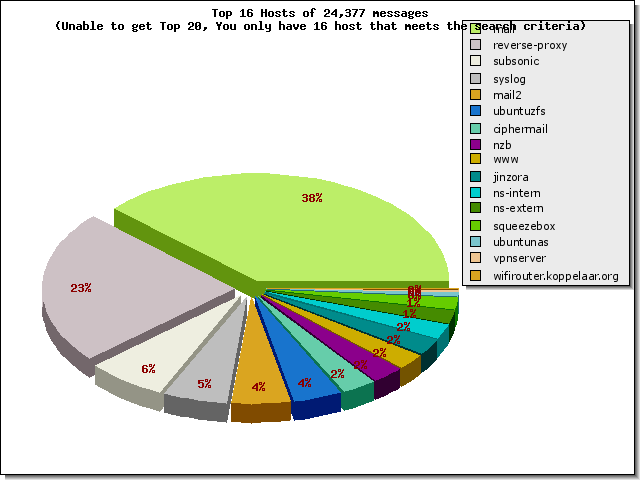 Top 16 Hosts of 24,377 messages
(Unable to get Top 20, You only have 16 host that meets the search criteria)
mail
reverse-proxy
subsonic
syslog
mail2
ubuntuzfs
ciphermail
nzb
www
jinzora
ns-intern
ns-extern
squeezebox
ubuntunas
vpnserver
wifirouter.koppelaar.org
38%
23%
6%
5%
4%
4%
2%
2%
2%
2%
2%
1%
1%
0%